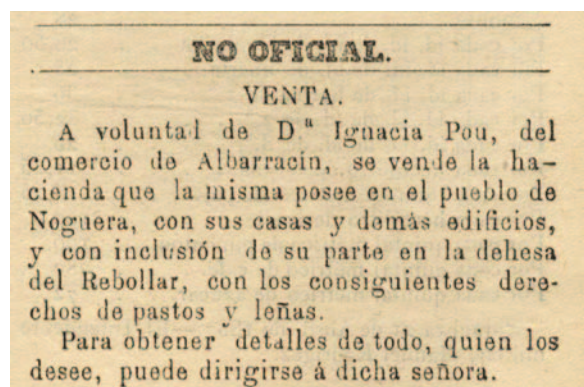 NO OFICIAL.
VENTA.
A voluntad de D.ª Ignacia Pou, del
comercio de Albarracin, se vende la ha-
cienda que la misma posee en el pueblo de
Noguera, con sus casas y demás edificios,
y con inclusión de su parte en la dehesa
del Rebollar, con los consiguientes dere-
chos de pastos y leñas.
Para obtener detalles de todo, quien los
desee, puede dirigirse á dicha señora.